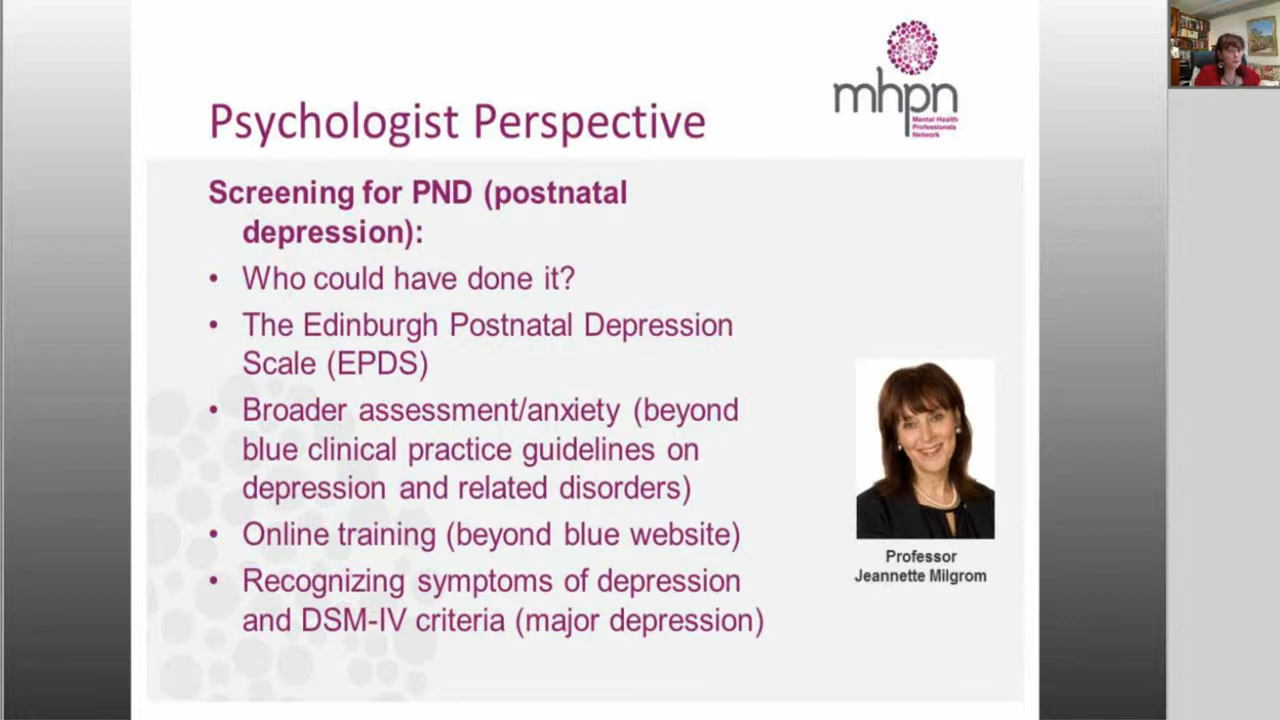 mhpn
Mental Health
Professionals
Network
Psychologist Perspective
Screening for PND (postnatal
depression):
• Who could have done it?
• The Edinburgh Postnatal Depression
Scale (EPDS)
• Broader assessment/anxiety (beyond
blue clinical practice guidelines on
depression and related disorders)
• Online training (beyond blue website)
• Recognizing symptoms of depression
and DSM-IV criteria (major depression)
Professor
Jeannette Milgrom